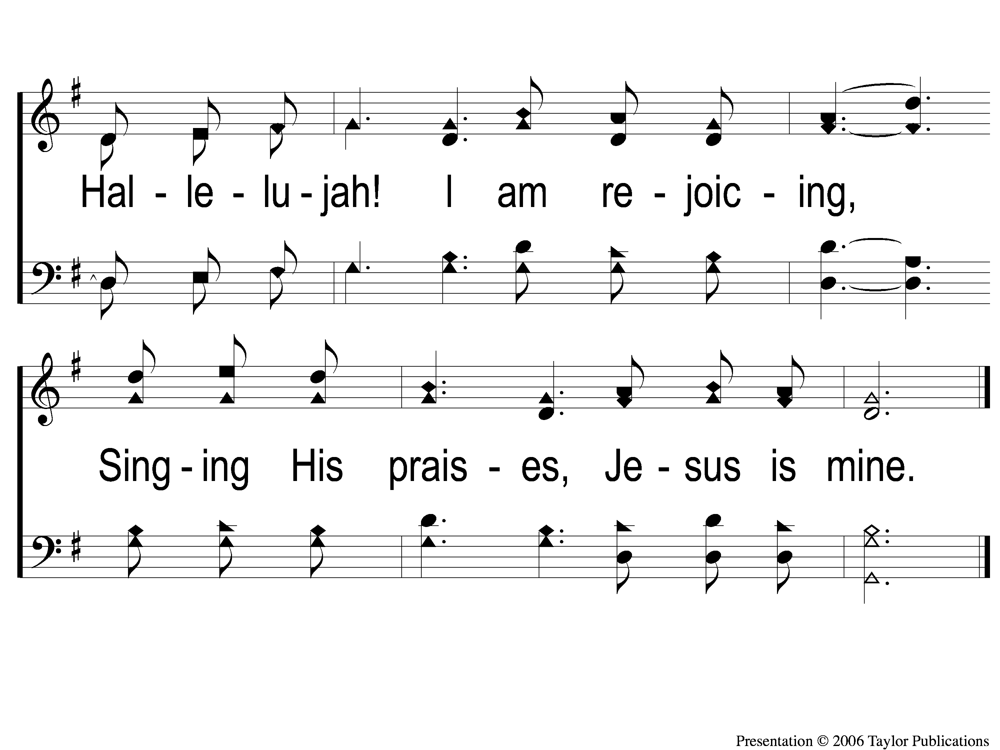 Hal - le - lu - jah! I am re - joic - ing,
Sing - ing His prais - es, Je - sus is mine.
Presentation © 2006 Taylor Publications